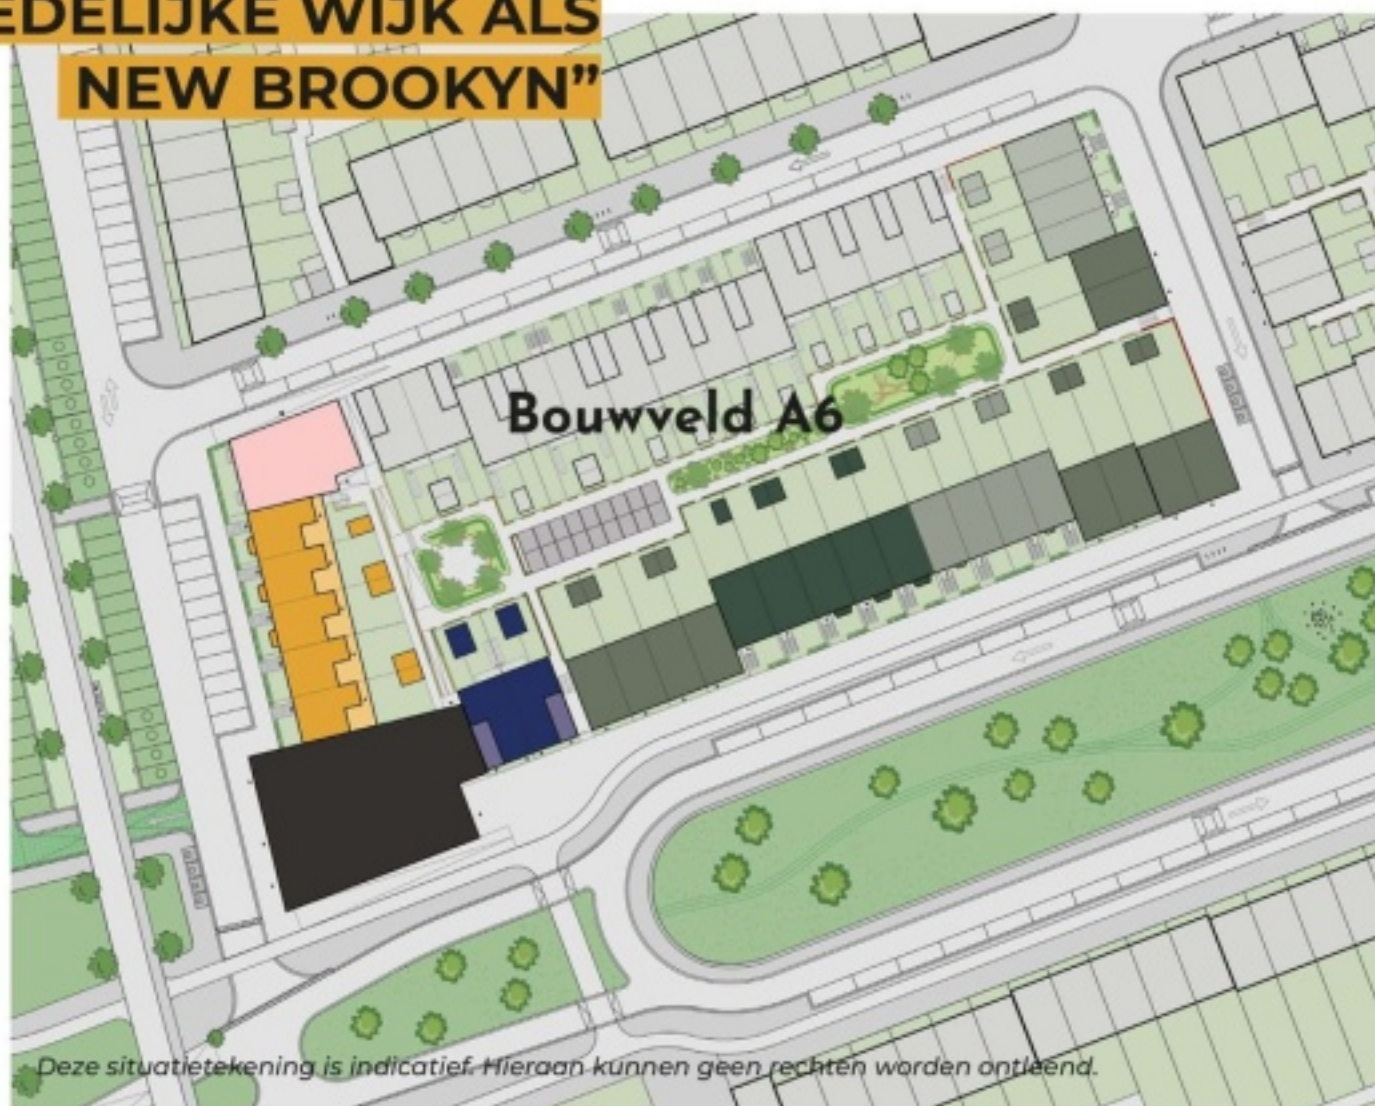 EDELIJKE WIJK ALS
NEW BROOKYN”
Bouwveld A6
Deze situatietekening is indicatief. Hieraan kunnen geen rechten worden ontleend.